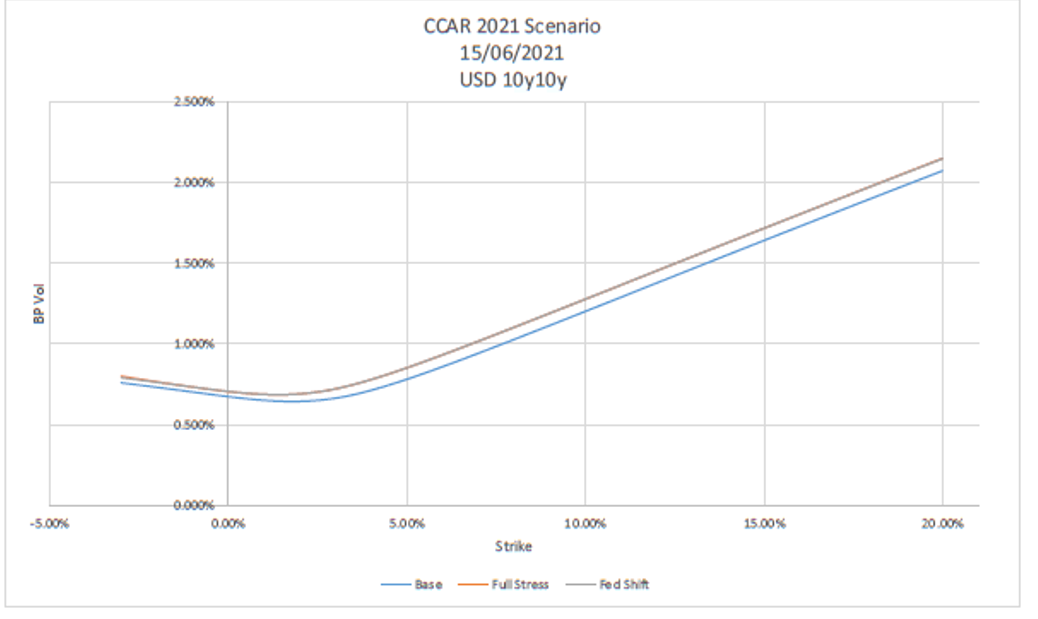 CCAR 2021 Scenario
15/06/2021
USD 10y10y
2.500%
2.000%
1.500%
1.000%
0.500%
0.000%
BP Vol
-5.00%
0.00%
5.00%
10.00%
15.00%
20.00%
Strike
Base
Full Stress
Fed Shift